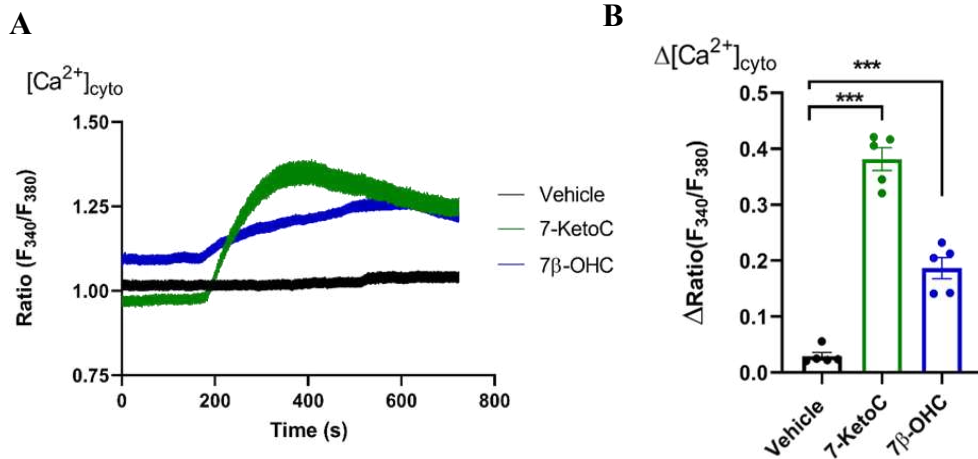 A
[Ca²⁺]cyto
1.50
1.25
1.00
0.75
Ratio (F₃₄₀/F₃₈₀)
0
200
400
600
800
Time (s)
Vehicle
7-KetoC
7β-OHC
B
Δ[Ca²⁺]cyto
***
***
0.5
0.4
0.3
0.2
0.1
0.0
ΔRatio(F₃₄₀/F₃₈₀)
Vehicle
7-KetoC
7β-OHC